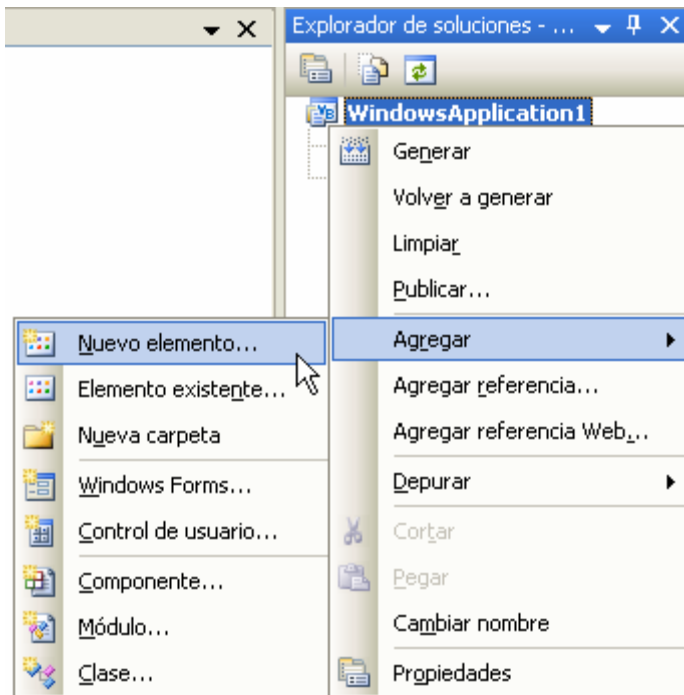 Explorador de soluciones - ...
WindowsApplication1
Generar
Volver a generar
Limpiar
Publicar...
Agregar
Agregar referencia...
Agregar referencia Web...
Depurar
Cortar
Pegar
Cambiar nombre
Propiedades
Nuevo elemento...
Elemento existente...
Nueva carpeta
Windows Forms...
Control de usuario...
Componente...
Módulo...
Clase...